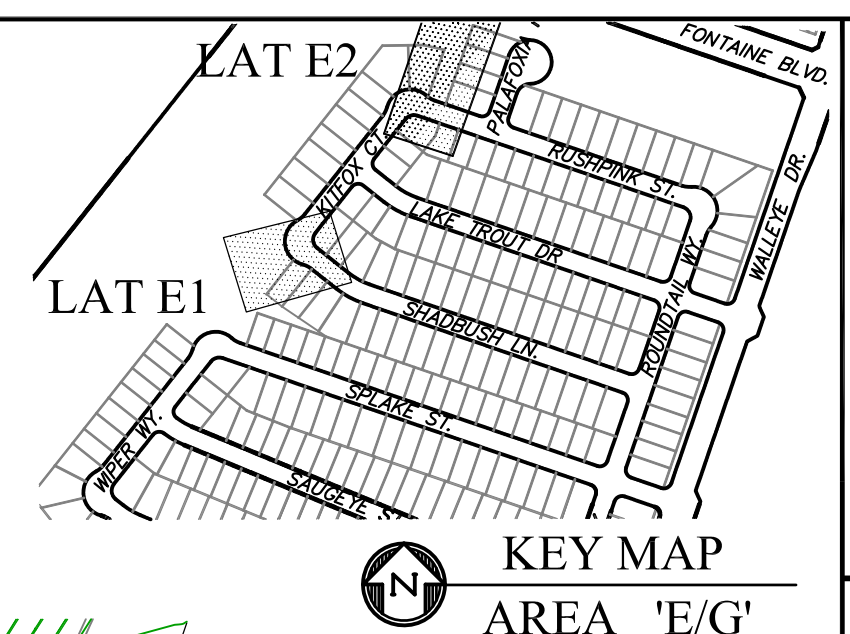 LAT E2
PALAFOXIA
FONTAINE BLVD.
KITFOX CT.
RUSHPINK ST.
WALLEYE DR.
LAKE TROUT DR
ROUNDTAIL WY.
LAT E1
SHADBUSH LN.
SPLAKE ST.
WIPER WY.
SAUGEYE ST.
N
KEY MAP
AREA 'E/G'